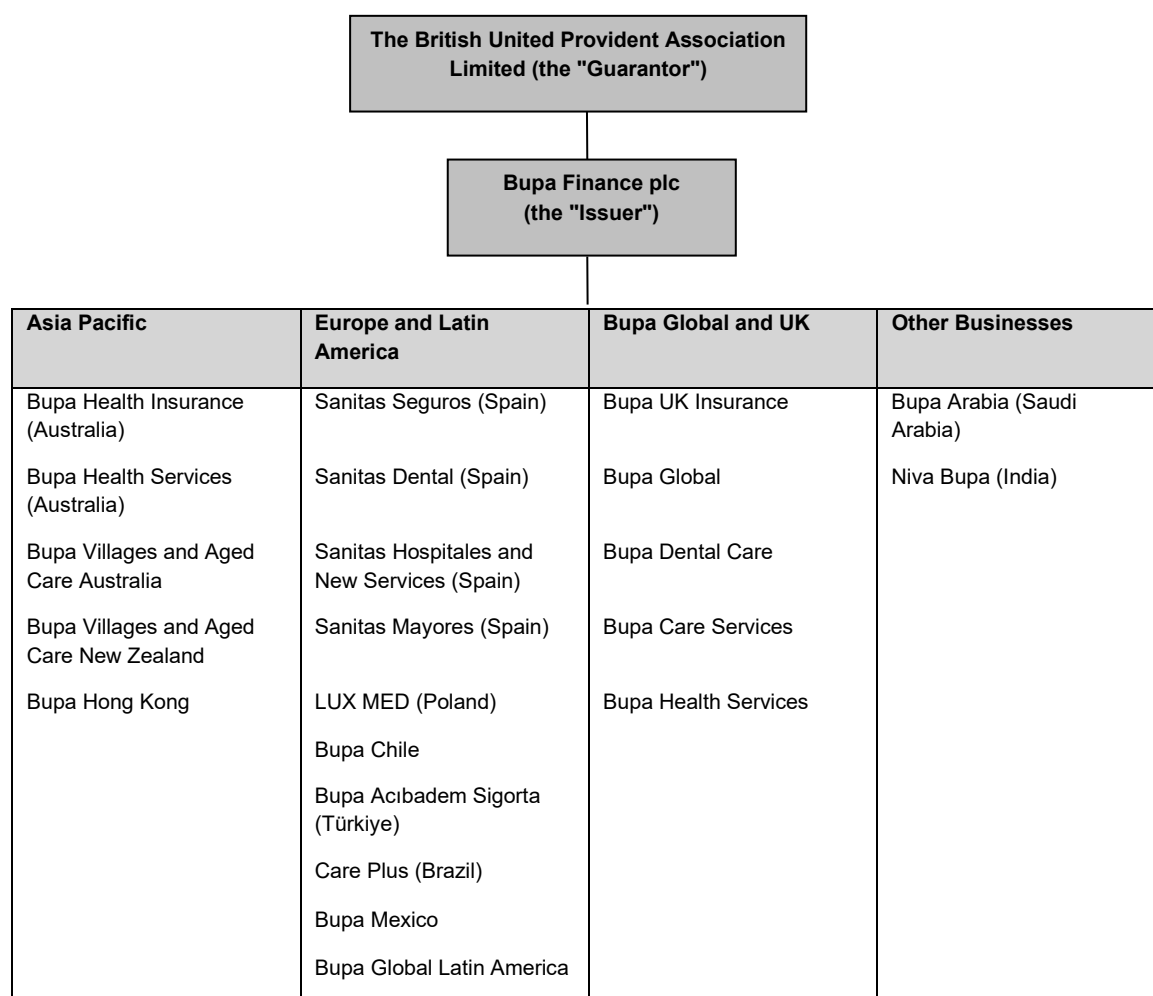 The British United Provident Association
Limited (the "Guarantor")
Bupa Finance plc
(the "Issuer")
Asia Pacific
Europe and Latin
America
Bupa Global and UK
Other Businesses
Bupa Health Insurance
(Australia)
Sanitas Seguros (Spain)
Bupa UK Insurance
Bupa Arabia (Saudi
Arabia)
Bupa Health Services
(Australia)
Sanitas Dental (Spain)
Bupa Global
Niva Bupa (India)
Bupa Villages and Aged
Care Australia
Sanitas Hospitales and
New Services (Spain)
Bupa Dental Care
Bupa Villages and Aged
Care New Zealand
Sanitas Mayores (Spain)
Bupa Care Services
Bupa Hong Kong
LUX MED (Poland)
Bupa Health Services
Bupa Chile
Bupa Acıbadem Sigorta
(Türkiye)
Care Plus (Brazil)
Bupa Mexico
Bupa Global Latin America